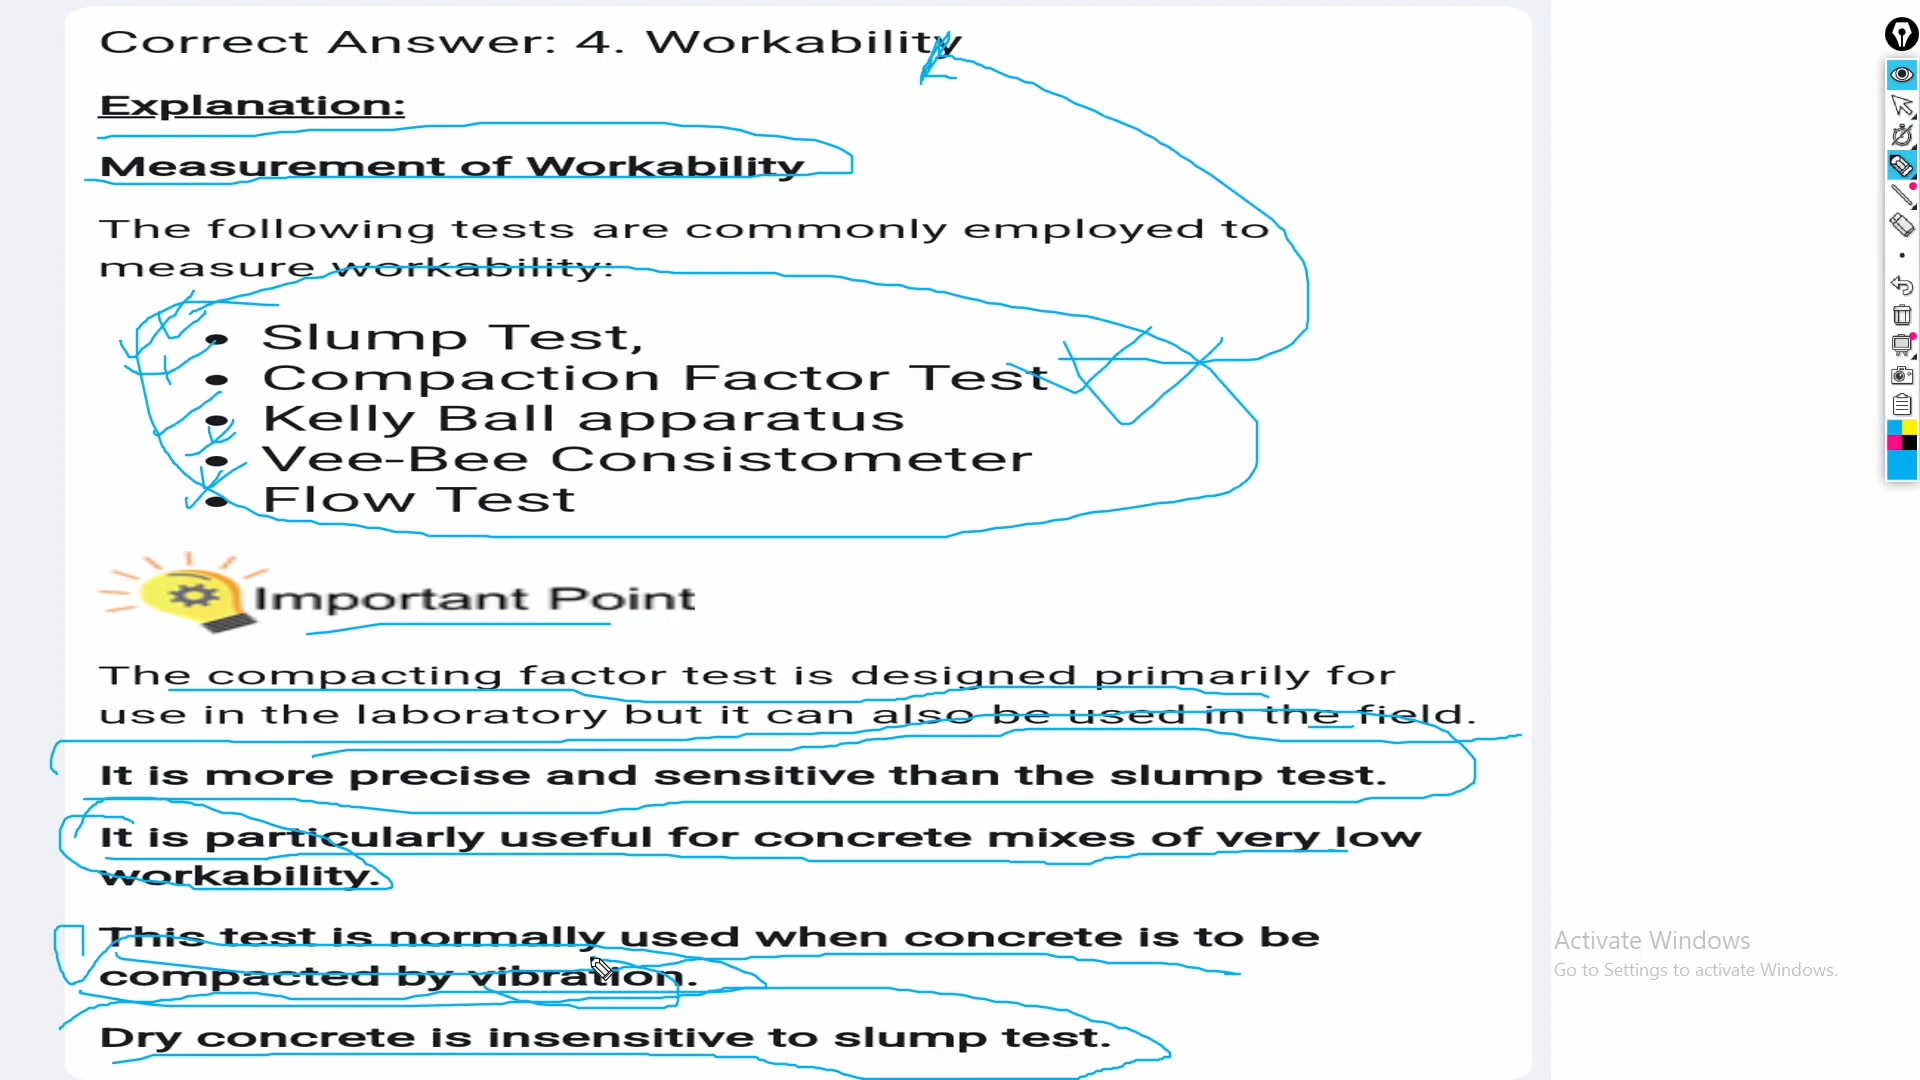 Correct Answer: 4. Workability
Explanation:
Measurement of Workability
The following tests are commonly employed to
measure workability:
• Slump Test,
• Compaction Factor Test
• Kelly Ball apparatus
• Vee-Bee Consistometer
• Flow Test
Important Point
The compacting factor test is designed primarily for
use in the laboratory but it can also be used in the field.
It is more precise and sensitive than the slump test.
It is particularly useful for concrete mixes of very low
workability.
This test is normally used when concrete is to be
compacted by vibration.
Dry concrete is insensitive to slump test.
Activate Windows
Go to Settings to activate Windows.